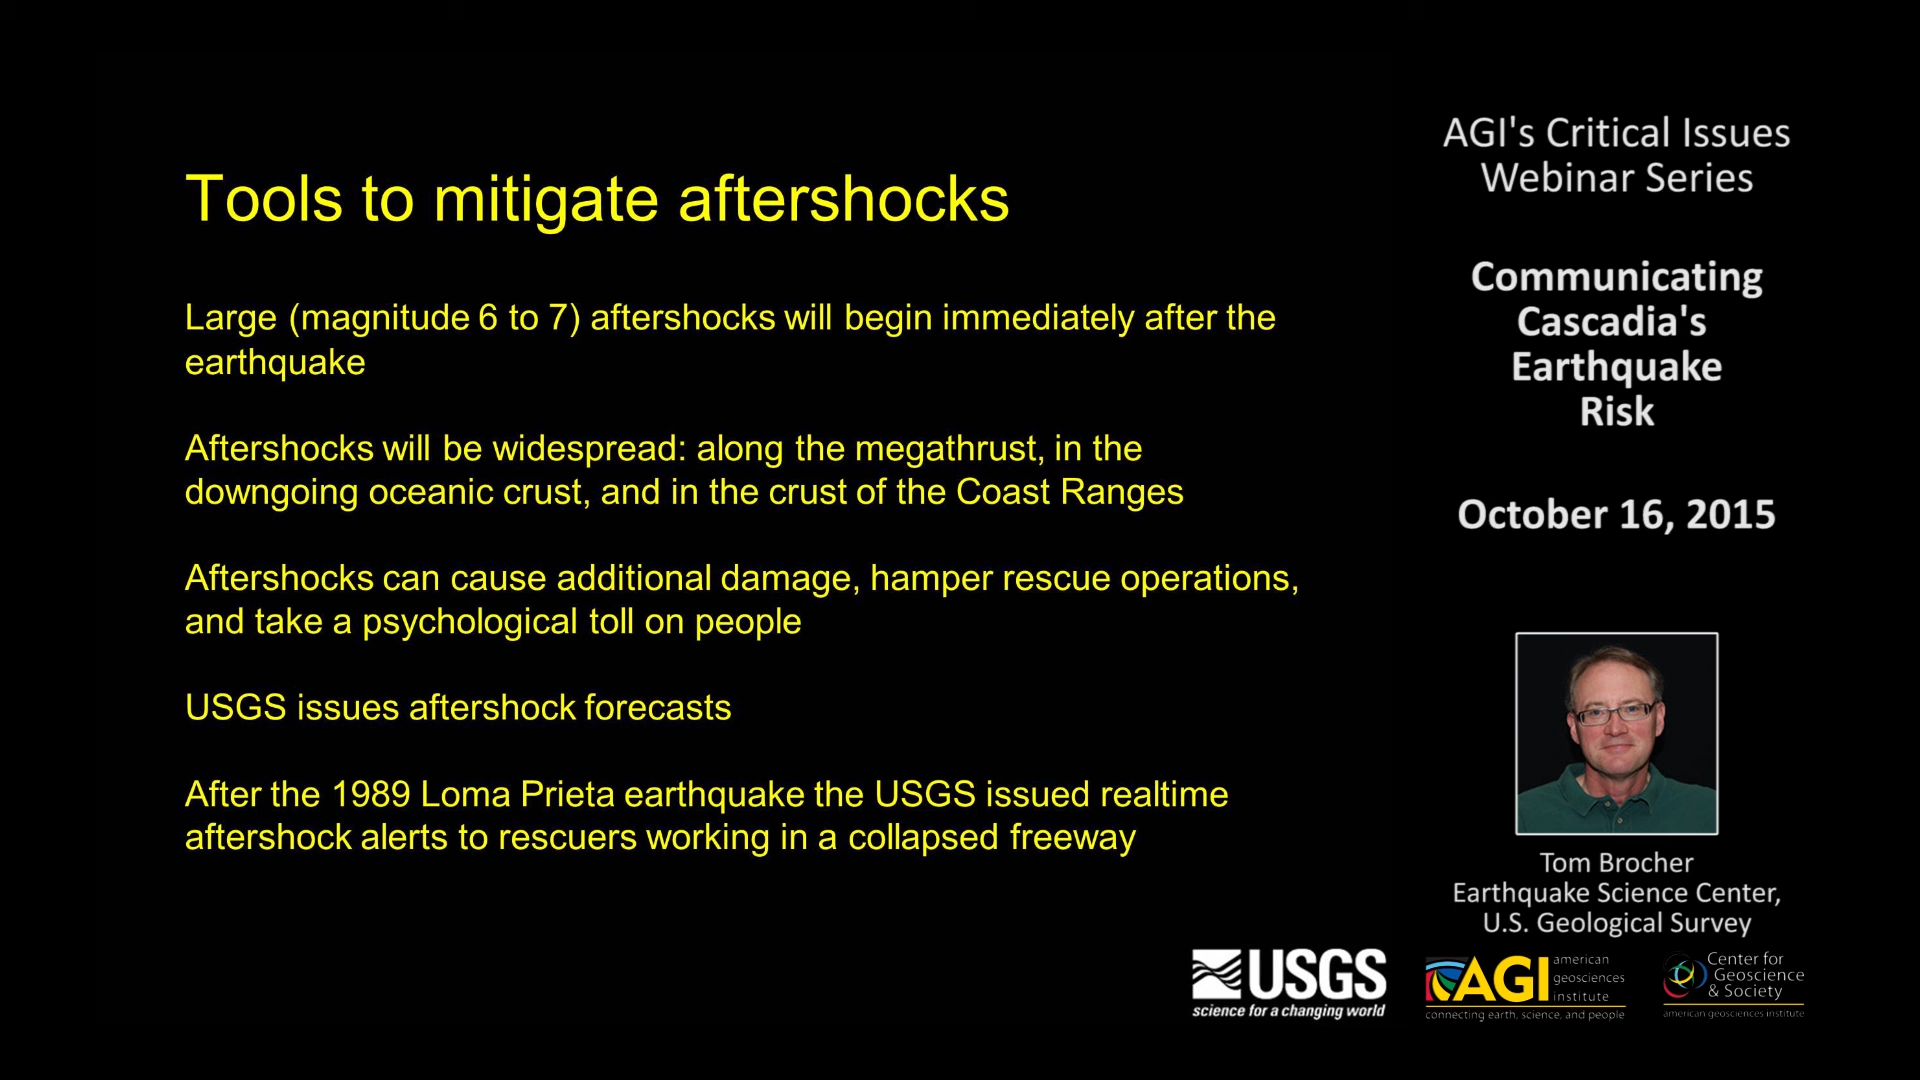 Tools to mitigate aftershocks
Large (magnitude 6 to 7) aftershocks will begin immediately after the
earthquake
Aftershocks will be widespread: along the megathrust, in the
downgoing oceanic crust, and in the crust of the Coast Ranges
Aftershocks can cause additional damage, hamper rescue operations,
and take a psychological toll on people
USGS issues aftershock forecasts
After the 1989 Loma Prieta earthquake the USGS issued realtime
aftershock alerts to rescuers working in a collapsed freeway
AGI's Critical Issues
Webinar Series
Communicating
Cascadia's
Earthquake
Risk
October 16, 2015
Tom Brocher
Earthquake Science Center,
U.S. Geological Survey
USGS
science for a changing world
AGI
american
geosciences
institute
connecting earth, science, and people
Center for
Geoscience
& Society
american geosciences institute